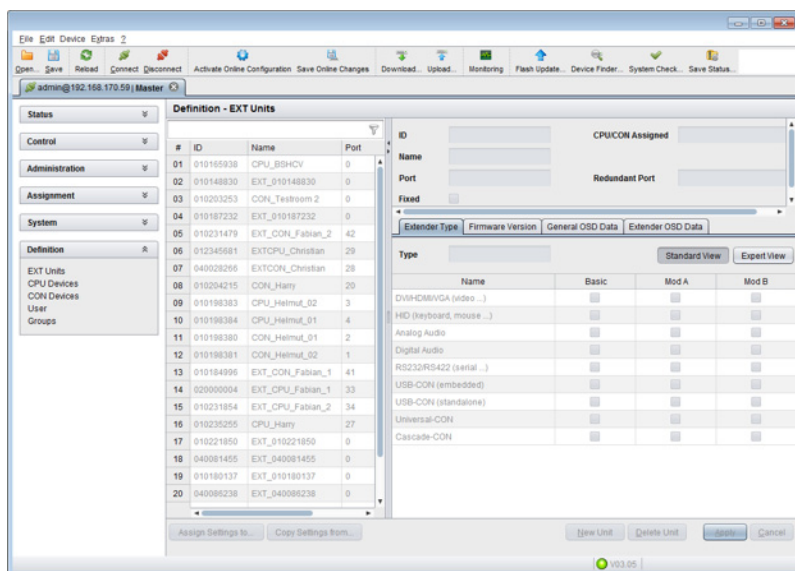 File Edit Device Extras ?
Open... Save Reload Connect Disconnect Activate Online Configuration Save Online Changes Download... Upload... Monitoring Flash Update... Device Finder... System Check... Save Status...
admin@192.168.170.59 | Master
Status
Control
Administration
Assignment
System
Definition
EXT Units
CPU Devices
CON Devices
User
Groups
Definition - EXT Units
# ID Name Port
01 010165938 CPU_BSHCV 0
02 010148830 EXT_010148830 0
03 010203253 CON_Testroom 2 0
04 010187232 EXT_010187232 0
05 010231479 EXT_CON_Fabian_2 42
06 012345681 EXTCPU_Christian 29
07 040028266 EXTCON_Christian 28
08 010204215 CON_Harry 20
09 010198383 CPU_Helmut_02 3
10 010198384 CPU_Helmut_01 4
11 010198380 CON_Helmut_01 2
12 010198381 CON_Helmut_02 1
13 010184996 EXT_CON_Fabian_1 41
14 020000004 EXT_CPU_Fabian_1 33
15 010231854 EXT_CPU_Fabian_2 34
16 010235255 CPU_Harry 27
17 010221850 EXT_010221850 0
18 040081455 EXT_040081455 0
19 010180137 EXT_010180137 0
20 040086238 EXT_040086238 0
Assign Settings to... Copy Settings from...
ID CPU/CON Assigned
Name
Port Redundant Port
Fixed
Extender Type Firmware Version General OSD Data Extender OSD Data
Type Standard View Expert View
Name Basic Mod A Mod B
DVI/HDMI/VGA (video ...)
HID (keyboard, mouse ...)
Analog Audio
Digital Audio
RS232/RS422 (serial ...)
USB-CON (embedded)
USB-CON (standalone)
Universal-CON
Cascade-CON
New Unit Delete Unit Apply Cancel
V03.05